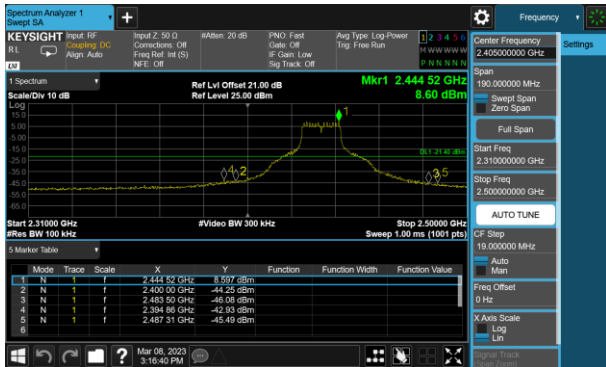 Spectrum Analyzer 1
Swept SA
Frequency
KEYSIGHT
RL
Input: RF
Coupling: DC
Align: Auto
Input Z: 50 Ω
Corrections: Off
Freq Ref: Int (S)
NFE: Off
#Atten: 20 dB
PNO: Fast
Gate: Off
IF Gain: Low
Sig Track: Off
Avg Type: Log-Power
Trig: Free Run
1 2 3 4 5 6
M W W W W W
P N N N N N
1 Spectrum
Scale/Div 10 dB
Ref Lvl Offset 21.00 dB
Ref Level 25.00 dBm
Mkr1 2.444 52 GHz
8.60 dBm
Log
15.0
5.00
-5.00
-15.0
-25.0
-35.0
-45.0
-55.0
-65.0
1
DL1 -21.40 dBm
4 2
3 5
Start 2.31000 GHz
#Res BW 100 kHz
#Video BW 300 kHz
Stop 2.50000 GHz
Sweep 1.00 ms (1001 pts)
5 Marker Table
Mode Trace Scale X Y Function Function Width Function Value
1 N 1 f 2.444 52 GHz 8.597 dBm
2 N 1 f 2.400 00 GHz -44.25 dBm
3 N 1 f 2.483 50 GHz -46.08 dBm
4 N 1 f 2.394 86 GHz -42.93 dBm
5 N 1 f 2.487 31 GHz -45.49 dBm
6
Mar 08, 2023
3:16:40 PM
Center Frequency
2.405000000 GHz
Settings
Span
190.000000 MHz
Swept Span
Zero Span
Full Span
Start Freq
2.310000000 GHz
Stop Freq
2.500000000 GHz
AUTO TUNE
CF Step
19.000000 MHz
Auto
Man
Freq Offset
0 Hz
X Axis Scale
Log
Lin
Signal Track
(Span Zoom)